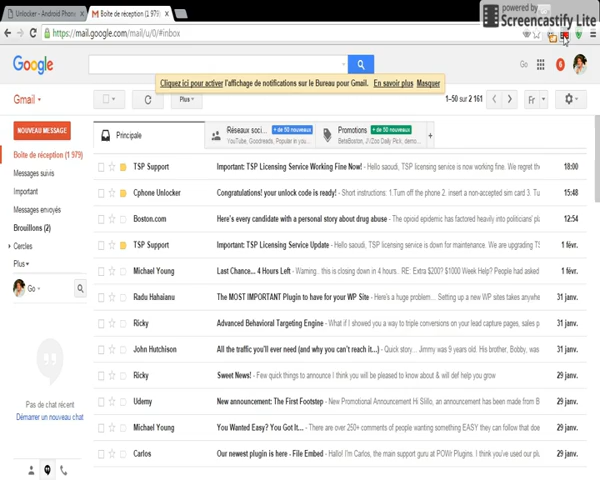 powered by
Screencastify Lite
Unlocker - Android Phone
Boîte de réception (1 979)
https://mail.google.com/mail/u/0/#inbox
Google
Go
6
Cliquez ici pour activer l'affichage de notifications sur le Bureau pour Gmail. En savoir plus Masquer
Gmail
Plus
1–50 sur 2 161
Fr
NOUVEAU MESSAGE
Boîte de réception (1 979)
Messages suivis
Important
Messages envoyés
Brouillons (2)
Cercles
Plus
Go
Pas de chat récent
Démarrer un nouveau chat
Principale
Réseaux soci... + de 50 nouveaux
YouTube, Goodreads, Popular in you...
Promotions + de 50 nouveaux
BetaBoston, JVZoo Daily Pick, demo...
+
TSP Support Important: TSP Licensing Service Working Fine Now! - Hello saoudi, TSP licensing service is now working fine. We regret th 18:00
Cphone Unlocker Congratulations! your unlock code is ready! - Short instructions: 1.Turn off the phone 2. insert a non-accepted sim card 3. Tu 15:48
Boston.com Here's every candidate with a personal story about drug abuse - The opioid epidemic has factored heavily into politicians' pl 12:54
TSP Support Important: TSP Licensing Service Update - Hello saoudi, TSP licensing service is down for maintenance. We are upgrading TS 1 févr.
Michael Young Last Chance... 4 Hours Left - Warning... this is closing down in 4 hours.. RE: Extra $200? $1000 Week Help? People had asked 1 févr.
Radu Hahaianu The MOST IMPORTANT Plugin to have for your WP Site - Here's a huge problem... Setting up a new WP sites takes anywhe 31 janv.
Ricky Advanced Behavioral Targeting Engine - What if I showed you a way to triple conversions on your lead capture pages, sales p 31 janv.
John Hutchison All the traffic you'll ever need (and why you can't reach it...) - Quick story... Jimmy was 9 years old. His brother, Bobby, was 31 janv.
Ricky Sweet News! - Few quick things to announce I think you will be pleased to know about & will def help you grow 29 janv.
Udemy New announcement: The First Footstep - New Promotional Announcement Hi Slillo, an announcement has been made from B 29 janv.
Michael Young You Wanted Easy? You Got It... - There are over 250+ comments of people wanting something EASY they can follow that doe 29 janv.
Carlos Our newest plugin is here - File Embed - Hallo! I'm Carlos, the main support guru at POWr Plugins. I think you've used our pl 29 janv.